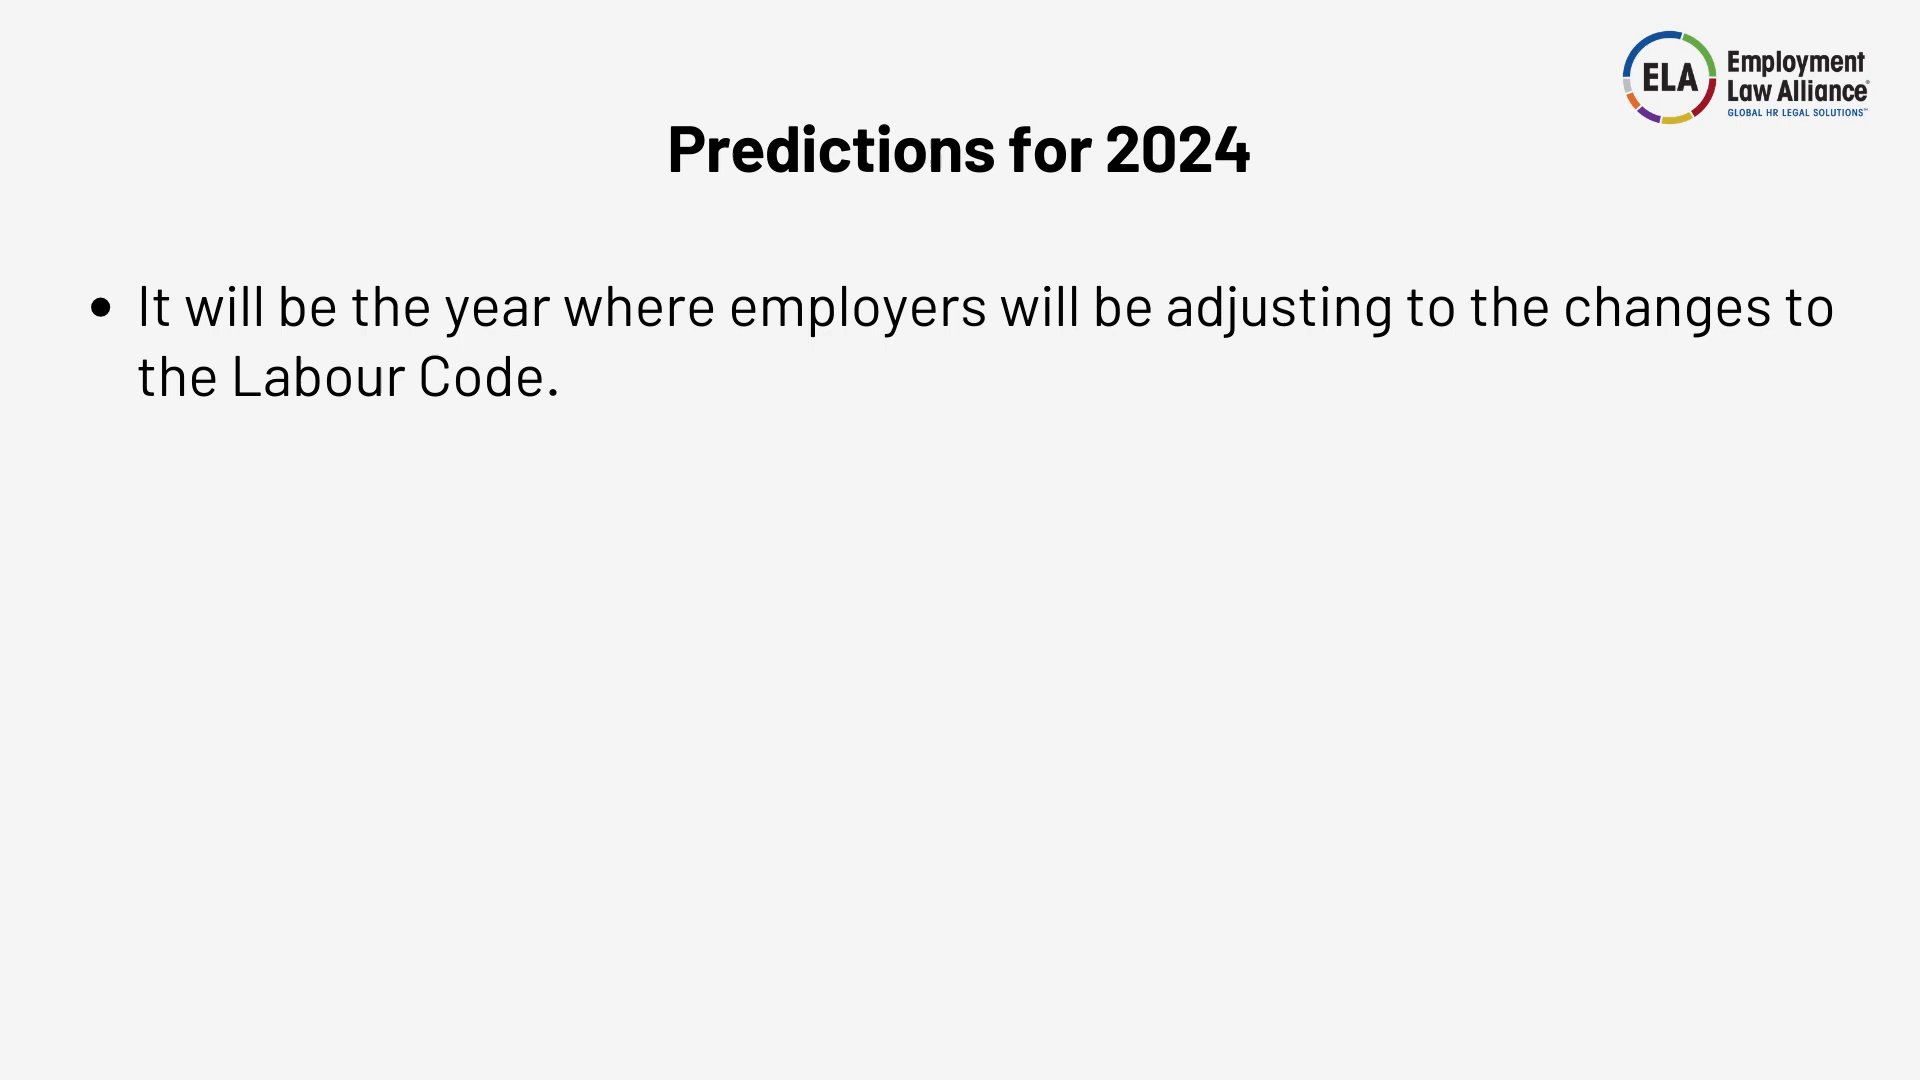 ELA
Employment
Law Alliance®
GLOBAL HR LEGAL SOLUTIONS℠
Predictions for 2024
• It will be the year where employers will be adjusting to the changes to
the Labour Code.